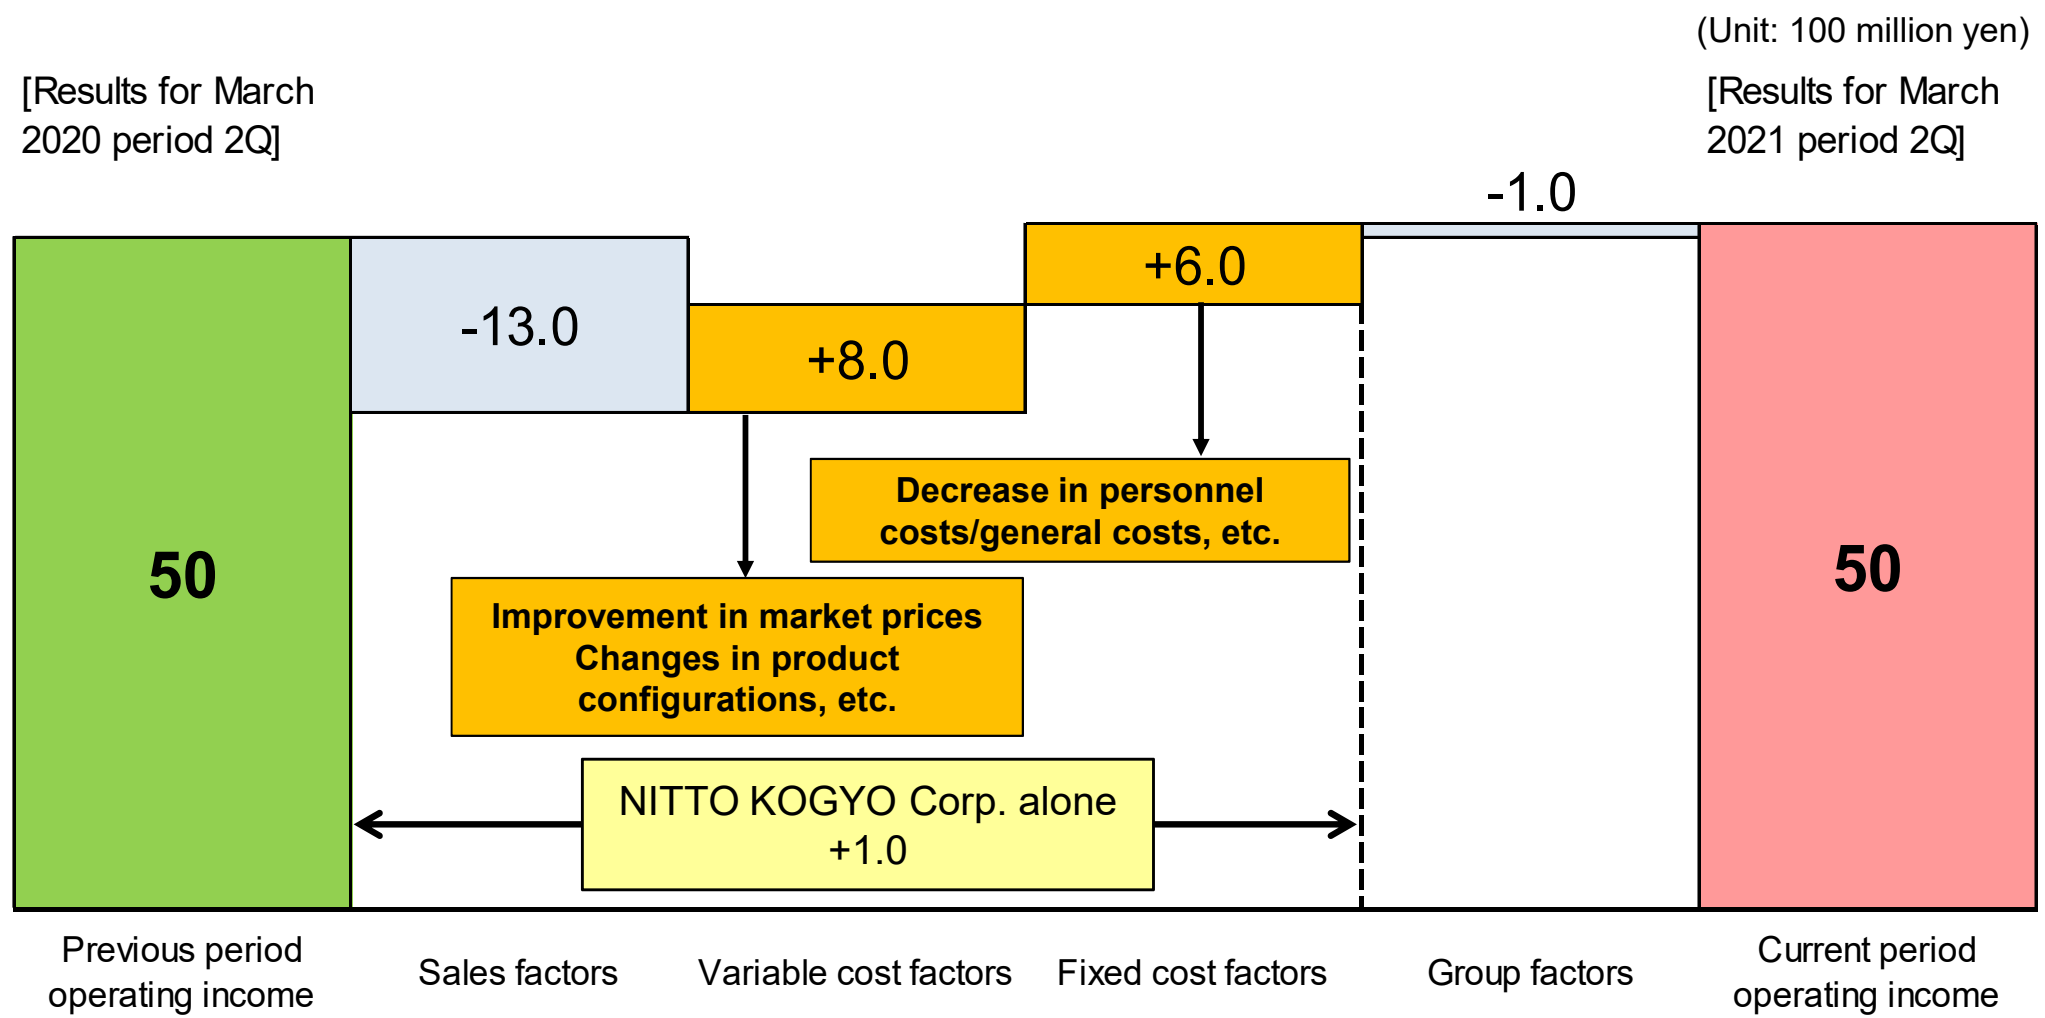 (Unit: 100 million yen)
[Results for March
2020 period 2Q]
[Results for March
2021 period 2Q]
-1.0
+6.0
-13.0
+8.0
Decrease in personnel
costs/general costs, etc.
50
50
Improvement in market prices
Changes in product
configurations, etc.
NITTO KOGYO Corp. alone
+1.0
Previous period
operating income
Sales factors
Variable cost factors
Fixed cost factors
Group factors
Current period
operating income